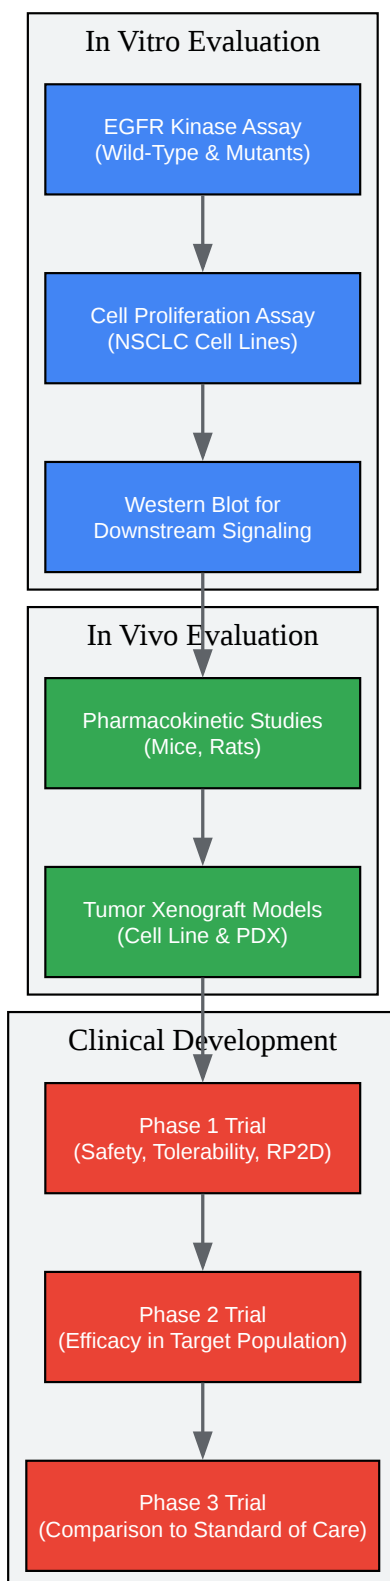 In Vitro Evaluation
EGFR Kinase Assay
(Wild-Type & Mutants)
Cell Proliferation Assay
(NSCLC Cell Lines)
Western Blot for
Downstream Signaling
In Vivo Evaluation
Pharmacokinetic Studies
(Mice, Rats)
Tumor Xenograft Models
(Cell Line & PDX)
Clinical Development
Phase 1 Trial
(Safety, Tolerability, RP2D)
Phase 2 Trial
(Efficacy in Target Population)
Phase 3 Trial
(Comparison to Standard of Care)